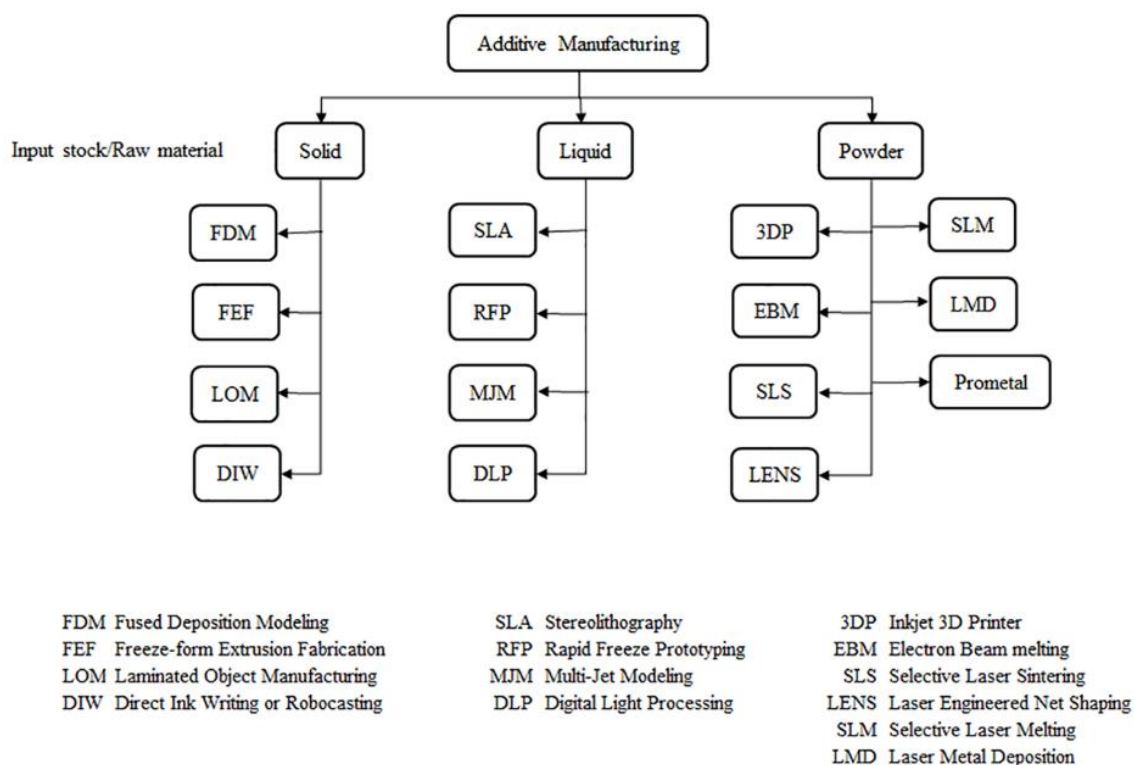 Additive Manufacturing
Input stock/Raw material
Solid
Liquid
Powder
FDM
SLA
3DP
SLM
FEF
RFP
EBM
LMD
LOM
MJM
SLS
Prometal
DIW
DLP
LENS
FDM Fused Deposition Modeling
FEF Freeze-form Extrusion Fabrication
LOM Laminated Object Manufacturing
DIW Direct Ink Writing or Robocasting
SLA Stereolithography
RFP Rapid Freeze Prototyping
MJM Multi-Jet Modeling
DLP Digital Light Processing
3DP Inkjet 3D Printer
EBM Electron Beam melting
SLS Selective Laser Sintering
LENS Laser Engineered Net Shaping
SLM Selective Laser Melting
LMD Laser Metal Deposition